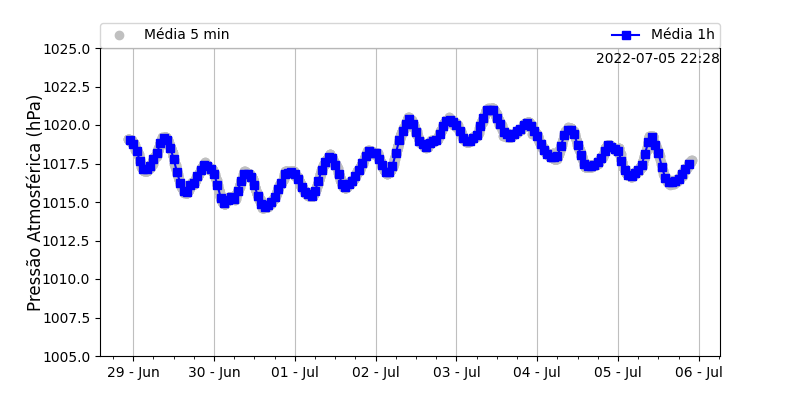 Média 5 min
Média 1h
2022-07-05 22:28
Pressão Atmosférica (hPa)
1025.0
1022.5
1020.0
1017.5
1015.0
1012.5
1010.0
1007.5
1005.0
29 - Jun
30 - Jun
01 - Jul
02 - Jul
03 - Jul
04 - Jul
05 - Jul
06 - Jul